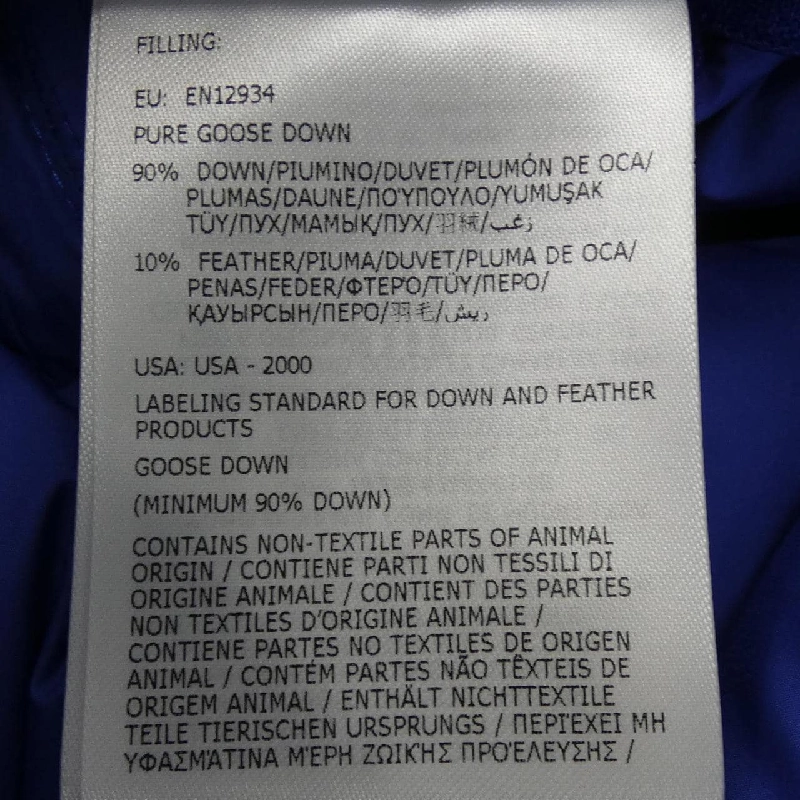 FILLING:
EU: EN12934
PURE GOOSE DOWN
90% DOWN/PIUMINO/DUVET/PLUMÓN DE OCA/
PLUMAS/DAUNE/ΠΟΎΠΟΥΛΟ/YUMUŞAK
TÜY/ПУХ/МАМЫҚ/ПУХ/羽絨/زغب
10% FEATHER/PIUMA/DUVET/PLUMA DE OCA/
PENAS/FEDER/ΦΤΕΡΌ/TÜY/ПЕРО/
ҚАУЫРСЫН/ПЕРО/羽毛/ريش
USA: USA - 2000
LABELING STANDARD FOR DOWN AND FEATHER
PRODUCTS
GOOSE DOWN
(MINIMUM 90% DOWN)
CONTAINS NON-TEXTILE PARTS OF ANIMAL
ORIGIN / CONTIENE PARTI NON TESSILI DI
ORIGINE ANIMALE / CONTIENT DES PARTIES
NON TEXTILES D'ORIGINE ANIMALE /
CONTIENE PARTES NO TEXTILES DE ORIGEN
ANIMAL / CONTÉM PARTES NÃO TÊXTEIS DE
ORIGEM ANIMAL / ENTHÄLT NICHTTEXTILE
TEILE TIERISCHEN URSPRUNGS / ΠΕΡΙΈΧΕΙ ΜΗ
ΥΦΑΣΜΆΤΙΝΑ ΜΈΡΗ ΖΩΙΚΉΣ ΠΡΟΈΛΕΥΣΗΣ /